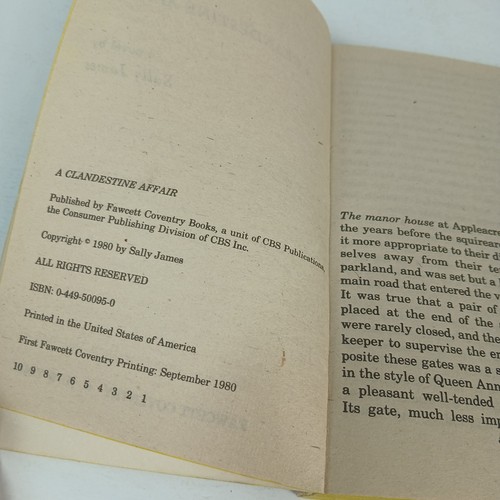 A CLANDESTINE AFFAIR
Published by Fawcett Coventry Books, a unit of CBS Publications,
the Consumer Publishing Division of CBS Inc.
Copyright © 1980 by Sally James
ALL RIGHTS RESERVED
ISBN: 0-449-50095-0
Printed in the United States of America
First Fawcett Coventry Printing: September 1980
10 9 8 7 6 5 4 3 2 1
The manor house at Appleacre
the years before the squirear
it more appropriate to their di
selves away from their te
parkland, and was set but a
main road that entered the v
It was true that a pair of
placed at the end of the
were rarely closed, and the
keeper to supervise the en
posite these gates was a s
in the style of Queen Ann
a pleasant well-tended
Its gate, much less imp